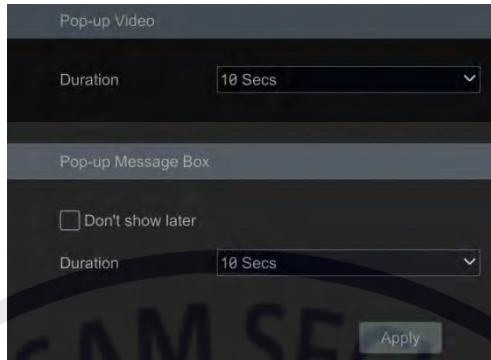 Pop-up Video
Duration 10 Secs
Pop-up Message Box
Don't show later
Duration 10 Secs
Apply